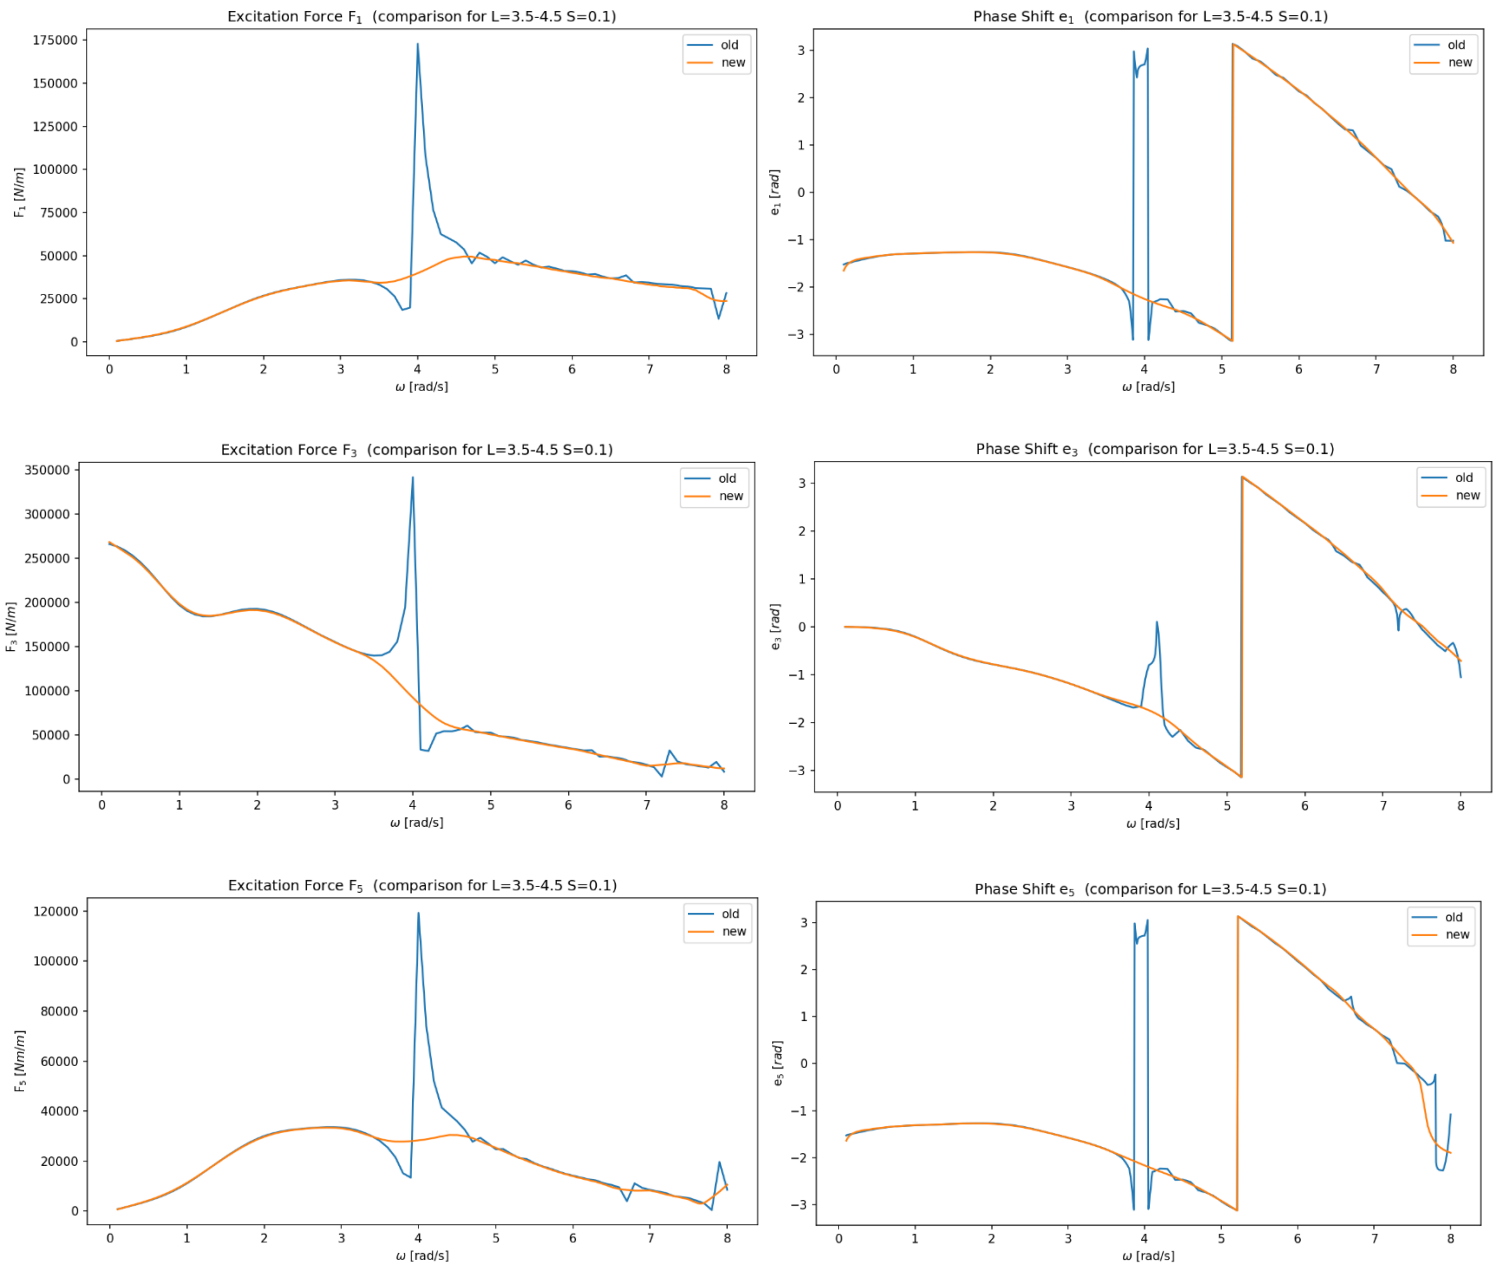 Excitation Force F₁ (comparison for L=3.5-4.5 S=0.1)
F₁ [N/m]
175000
150000
125000
100000
75000
50000
25000
0
0 1 2 3 4 5 6 7 8
ω [rad/s]
old
new
Phase Shift e₁ (comparison for L=3.5-4.5 S=0.1)
e₁ [rad]
3
2
1
0
−1
−2
−3
0 1 2 3 4 5 6 7 8
ω [rad/s]
old
new
Excitation Force F₃ (comparison for L=3.5-4.5 S=0.1)
F₃ [N/m]
350000
300000
250000
200000
150000
100000
50000
0
0 1 2 3 4 5 6 7 8
ω [rad/s]
old
new
Phase Shift e₃ (comparison for L=3.5-4.5 S=0.1)
e₃ [rad]
3
2
1
0
−1
−2
−3
0 1 2 3 4 5 6 7 8
ω [rad/s]
old
new
Excitation Force F₅ (comparison for L=3.5-4.5 S=0.1)
F₅ [Nm/m]
120000
100000
80000
60000
40000
20000
0
0 1 2 3 4 5 6 7 8
ω [rad/s]
old
new
Phase Shift e₅ (comparison for L=3.5-4.5 S=0.1)
e₅ [rad]
3
2
1
0
−1
−2
−3
0 1 2 3 4 5 6 7 8
ω [rad/s]
old
new